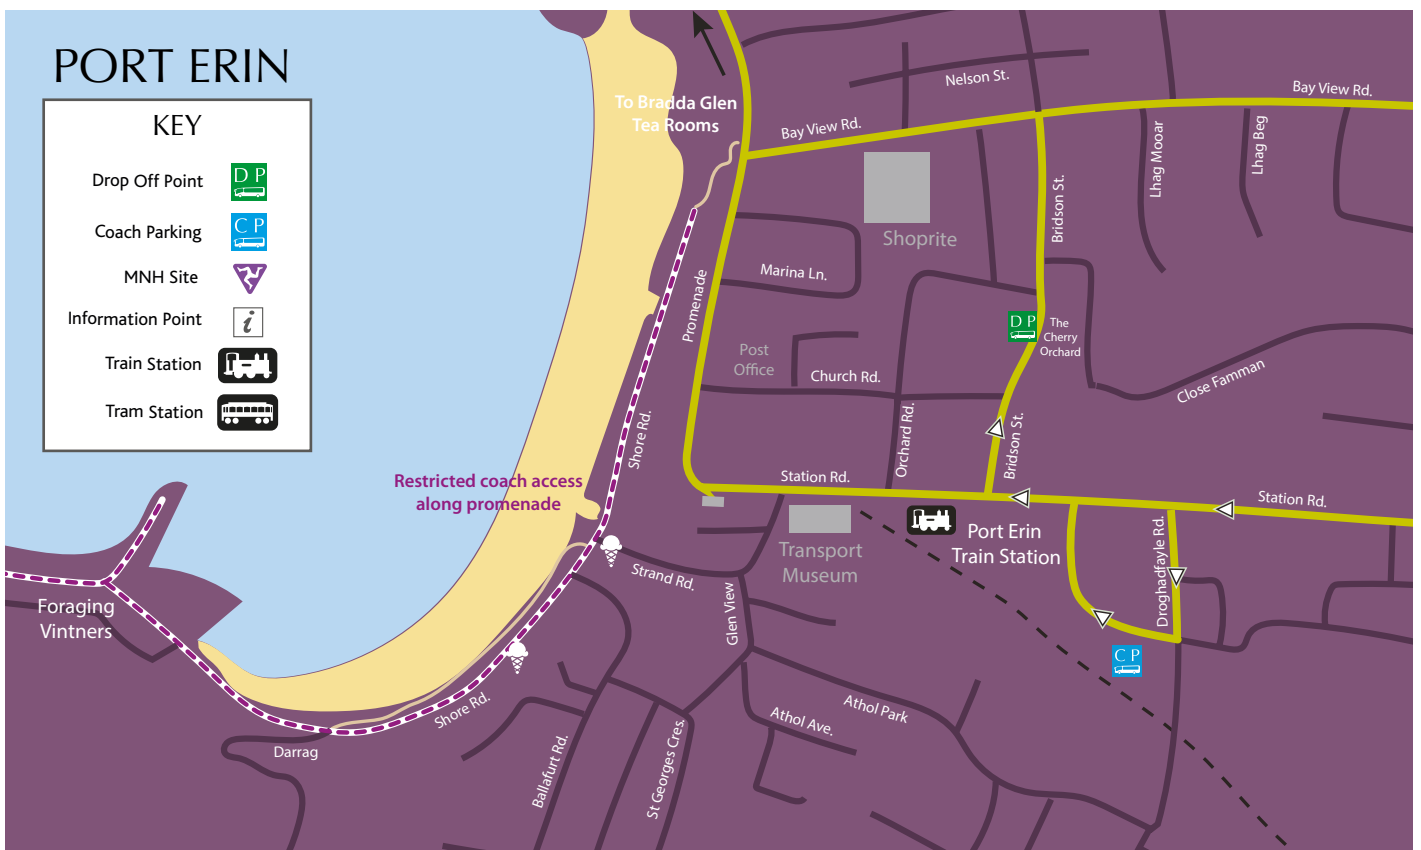 PORT ERIN
KEY
Drop Off Point
D P
Coach Parking
C P
MNH Site
Information Point
i
Train Station
Tram Station
To Bradda Glen
Tea Rooms
Nelson St.
Bay View Rd.
Bay View Rd.
Lhag Mooar
Lhag Beg
Bridson St.
Shoprite
Marina Ln.
Promenade
D P
The
Cherry
Orchard
Post
Office
Church Rd.
Close Famman
Orchard Rd.
Bridson St.
Shore Rd.
Restricted coach access
along promenade
Station Rd.
Station Rd.
Port Erin
Train Station
Transport
Museum
Droghadfayle Rd.
Strand Rd.
Glen View
Foraging
Vintners
C P
Shore Rd.
Athol Park
Athol Ave.
Darrag
Ballafurt Rd.
St Georges Cres.